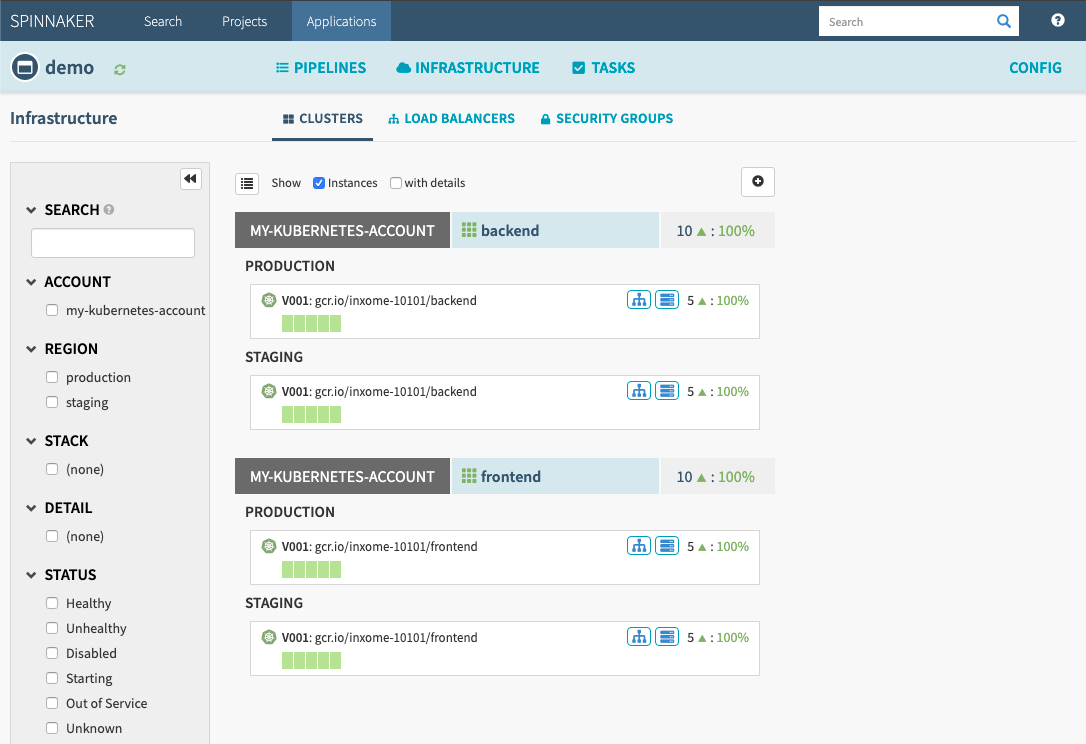 SPINNAKER Search Projects Applications Search
demo PIPELINES INFRASTRUCTURE TASKS CONFIG
Infrastructure CLUSTERS LOAD BALANCERS SECURITY GROUPS
SEARCH
ACCOUNT
my-kubernetes-account
REGION
production
staging
STACK
(none)
DETAIL
(none)
STATUS
Healthy
Unhealthy
Disabled
Starting
Out of Service
Unknown
Show Instances with details
MY-KUBERNETES-ACCOUNT backend 10 ▲ : 100%
PRODUCTION
V001: gcr.io/inxome-10101/backend 5 ▲ : 100%
STAGING
V001: gcr.io/inxome-10101/backend 5 ▲ : 100%
MY-KUBERNETES-ACCOUNT frontend 10 ▲ : 100%
PRODUCTION
V001: gcr.io/inxome-10101/frontend 5 ▲ : 100%
STAGING
V001: gcr.io/inxome-10101/frontend 5 ▲ : 100%